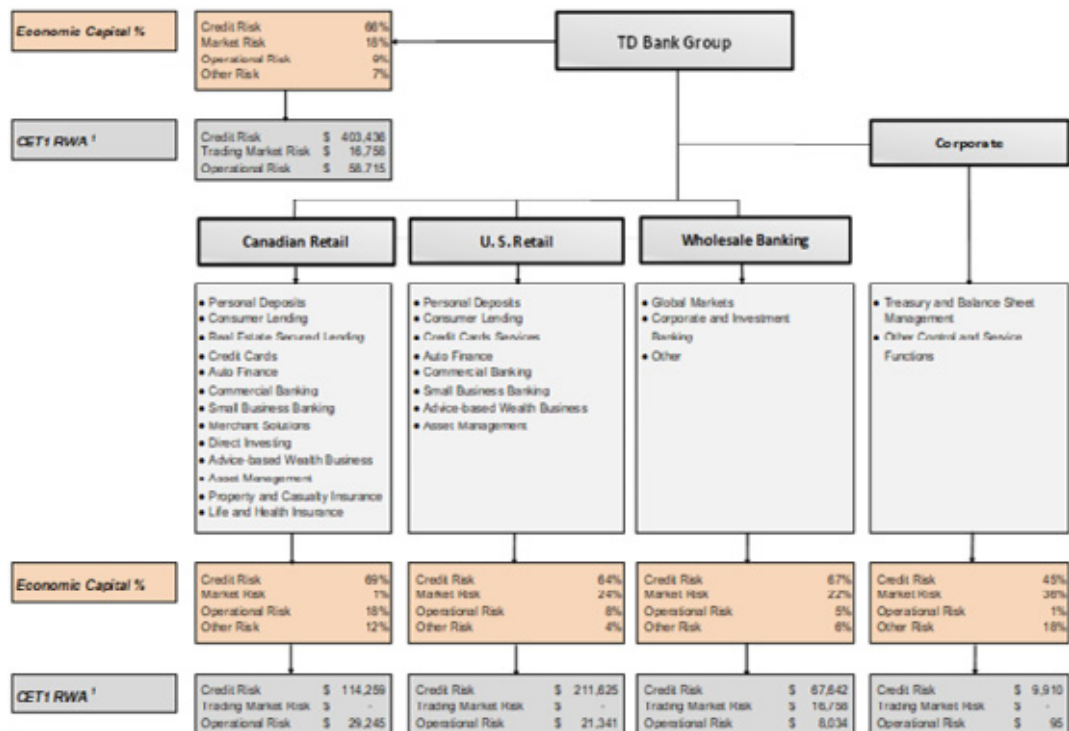 Economic Capital %
Credit Risk 66%
Market Risk 18%
Operational Risk 9%
Other Risk 7%
TD Bank Group
CET1 RWA 1
Credit Risk $ 403,436
Trading Market Risk $ 16,758
Operational Risk $ 58,715
Corporate
Canadian Retail
U. S. Retail
Wholesale Banking
• Personal Deposits
• Consumer Lending
• Real Estate Secured Lending
• Credit Cards
• Auto Finance
• Commercial Banking
• Small Business Banking
• Merchant Solutions
• Direct Investing
• Advice-based Wealth Business
• Asset Management
• Property and Casualty Insurance
• Life and Health Insurance
• Personal Deposits
• Consumer Lending
• Credit Cards Services
• Auto Finance
• Commercial Banking
• Small Business Banking
• Advice-based Wealth Business
• Asset Management
• Global Markets
• Corporate and Investment
Banking
• Other
• Treasury and Balance Sheet
Management
• Other Control and Service
Functions
Economic Capital %
Credit Risk 69%
Market Risk 1%
Operational Risk 18%
Other Risk 12%
Credit Risk 64%
Market Risk 24%
Operational Risk 8%
Other Risk 4%
Credit Risk 67%
Market Risk 22%
Operational Risk 5%
Other Risk 6%
Credit Risk 45%
Market Risk 36%
Operational Risk 1%
Other Risk 18%
CET1 RWA 1
Credit Risk $ 114,259
Trading Market Risk $ -
Operational Risk $ 29,245
Credit Risk $ 211,625
Trading Market Risk $ -
Operational Risk $ 21,341
Credit Risk $ 67,642
Trading Market Risk $ 16,758
Operational Risk $ 8,034
Credit Risk $ 9,910
Trading Market Risk $ -
Operational Risk $ 95